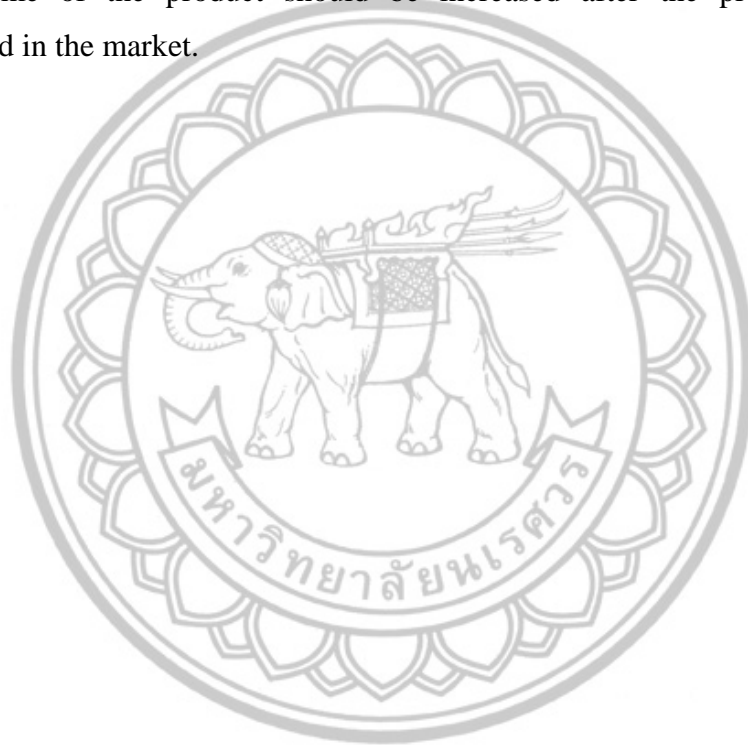 of the product should be increased after the
in the market.
มหาวิทยาลัยนเรศวร